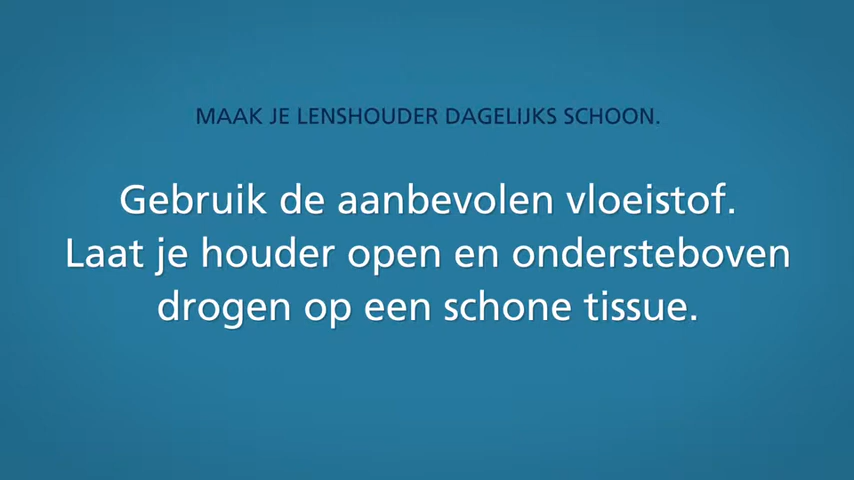 MAAK JE LENSHOUDER DAGELIJKS SCHOON.
Gebruik de aanbevolen vloeistof.
Laat je houder open en ondersteboven
drogen op een schone tissue.